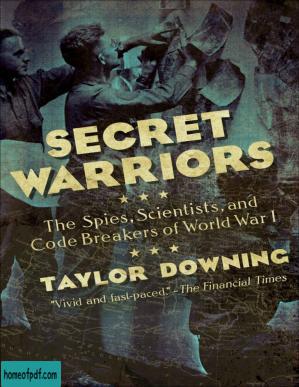 SECRET
WARRIORS
★ ★ ★
The Spies, Scientists, and
Code Breakers of World War I
★ ★ ★
TAYLOR DOWNING
"Vivid and fast-paced." –The Financial Times
homeofpdf.com